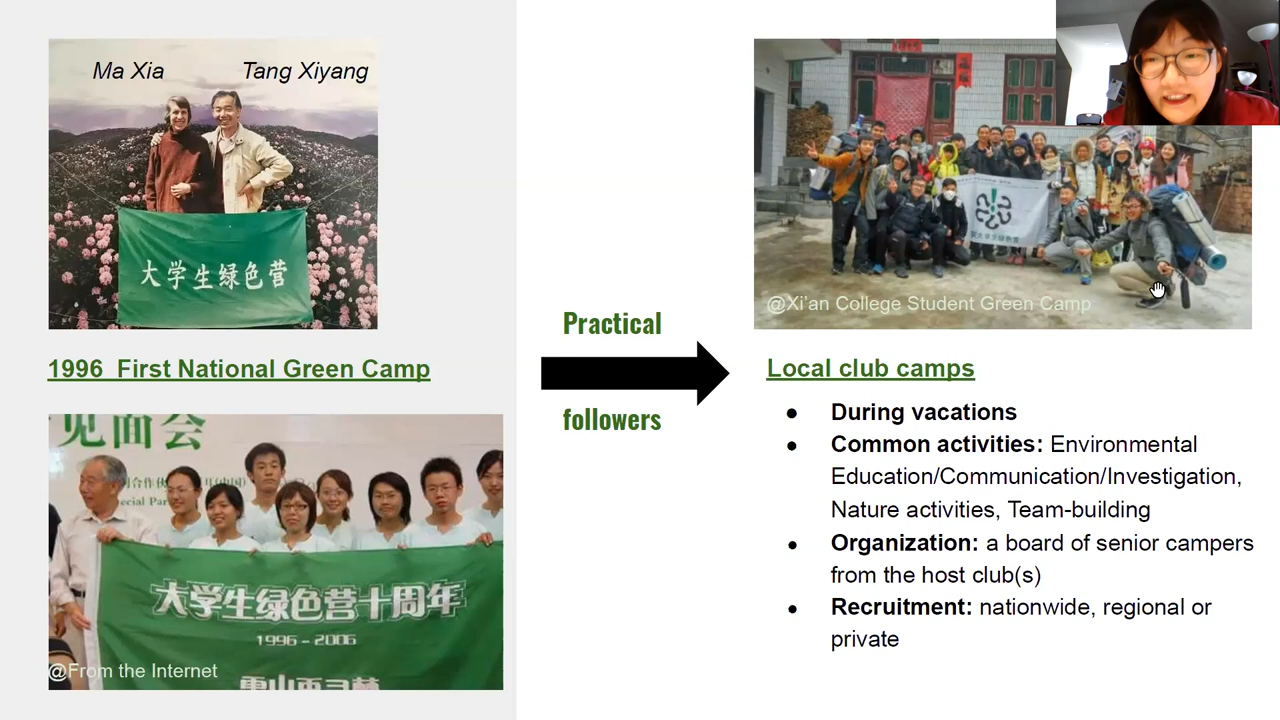 Ma Xia
Tang Xiyang
大学生绿色营
1996 First National Green Camp
见面会
Special Par
大学生绿色营十周年
1996-2006
@From the Internet
Practical
followers
@Xi'an College Student Green Camp
Local club camps
● During vacations
● Common activities: Environmental
Education/Communication/Investigation,
Nature activities, Team-building
● Organization: a board of senior campers
from the host club(s)
● Recruitment: nationwide, regional or
private